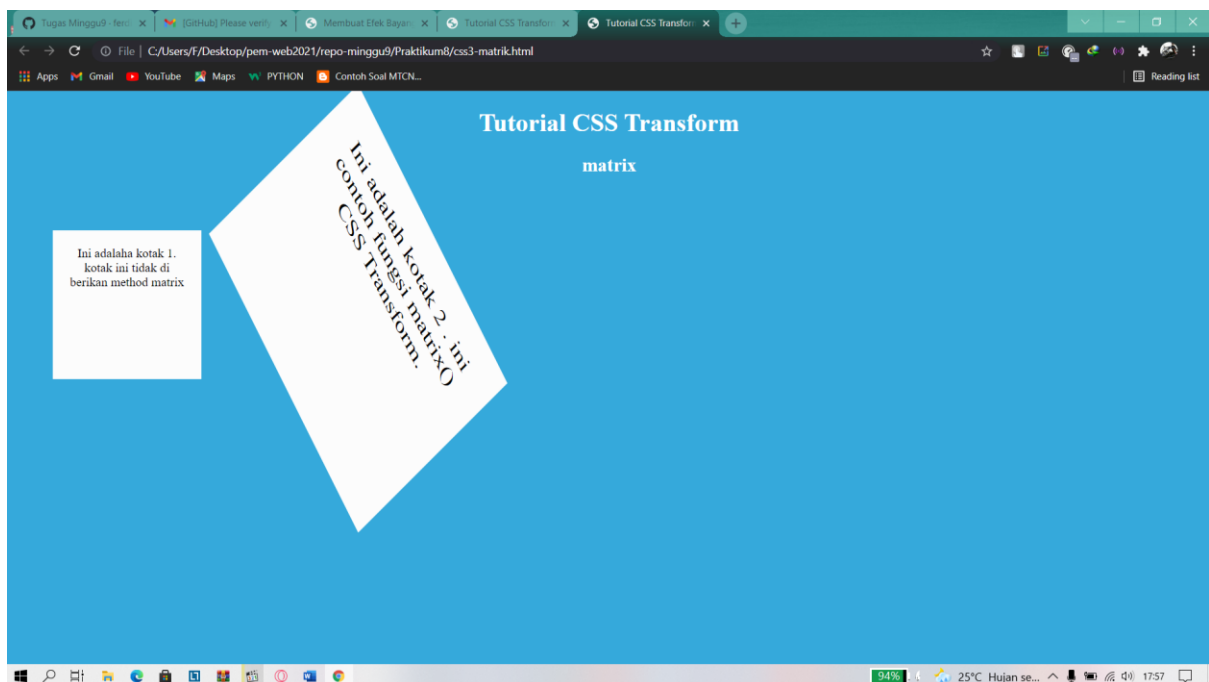 Tugas Minggu9 - ferdi
[GitHub] Please verify
Membuat Efek Bayang
Tutorial CSS Transform
Tutorial CSS Transform
File | C:/Users/F/Desktop/pem-web2021/repo-minggu9/Praktikum8/css3-matrik.html
Apps Gmail YouTube Maps PYTHON Contoh Soal MTCN... Reading list
Tutorial CSS Transform
matrix
Ini adalaha kotak 1.
kotak ini tidak di
berikan method matrix
Ini adalah kotak 2 . ini
contoh fungsi matrix()
CSS Transform.
94% 25°C Hujan se... 17:57